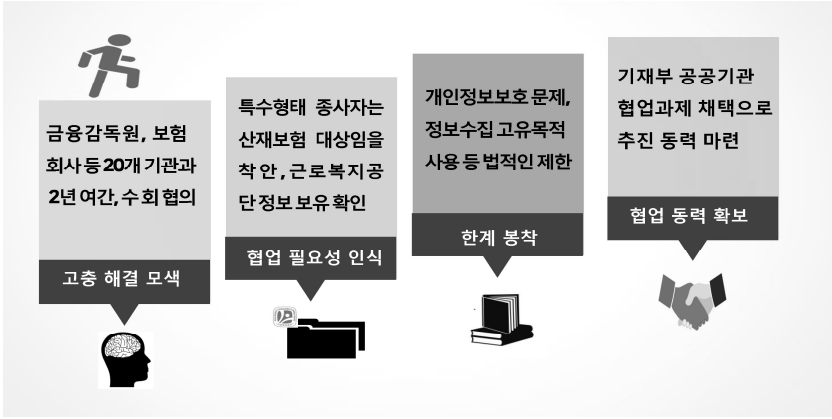 금융감독원, 보험
회사 등 20개 기관과
2년 여간, 수 회 협의
고충 해결 모색
특수형태 종사자는
산재보험 대상임을
착안, 근로복지공
단 정보 보유 확인
협업 필요성 인식
개인정보보호 문제,
정보수집 고유목적
사용 등 법적인 제한
한계 봉착
기재부 공공기관
협업과제 채택으로
추진 동력 마련
협업 동력 확보